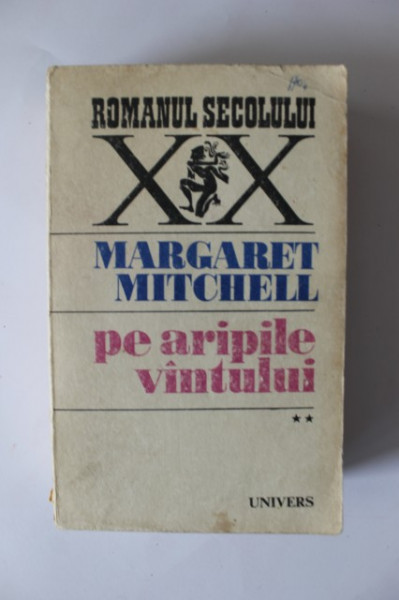 ROMANUL SECOLULUI
XX
MARGARET
MITCHELL
pe aripile
vîntului
**
UNIVERS